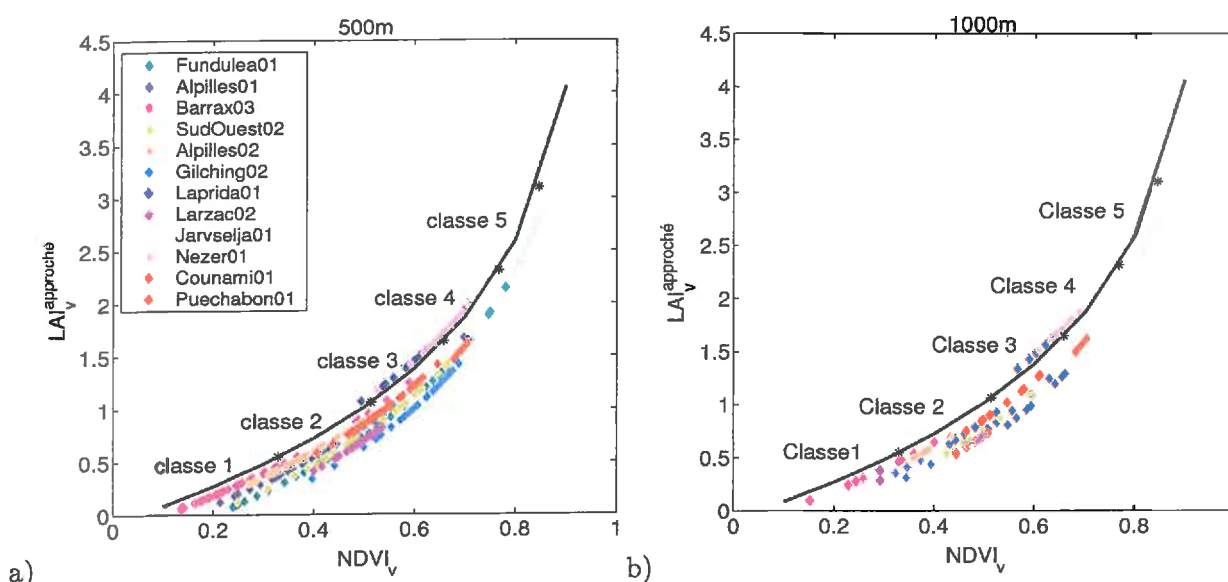 500m
4.5
4
3.5
3
2.5
2
1.5
1
0.5
0
0 0.2 0.4 0.6 0.8 1
LAI_v^approché
NDVI_v
Fundulea01
Alpilles01
Barrax03
SudOuest02
Alpilles02
Gilching02
Laprida01
Larzac02
Jarvselja01
Nezer01
Counami01
Puechabon01
classe 1
classe 2
classe 3
classe 4
classe 5
a)
1000m
4.5
4
3.5
3
2.5
2
1.5
1
0.5
0
0 0.2 0.4 0.6 0.8
LAI_v^approché
NDVI_v
Classe1
Classe 2
Classe 3
Classe 4
Classe 5
b)